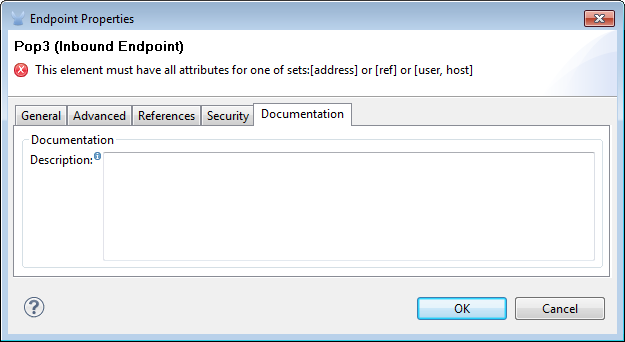 Endpoint Properties
Pop3 (Inbound Endpoint)
This element must have all attributes for one of sets:[address] or [ref] or [user, host]
General Advanced References Security Documentation
Documentation
Description:
OK Cancel